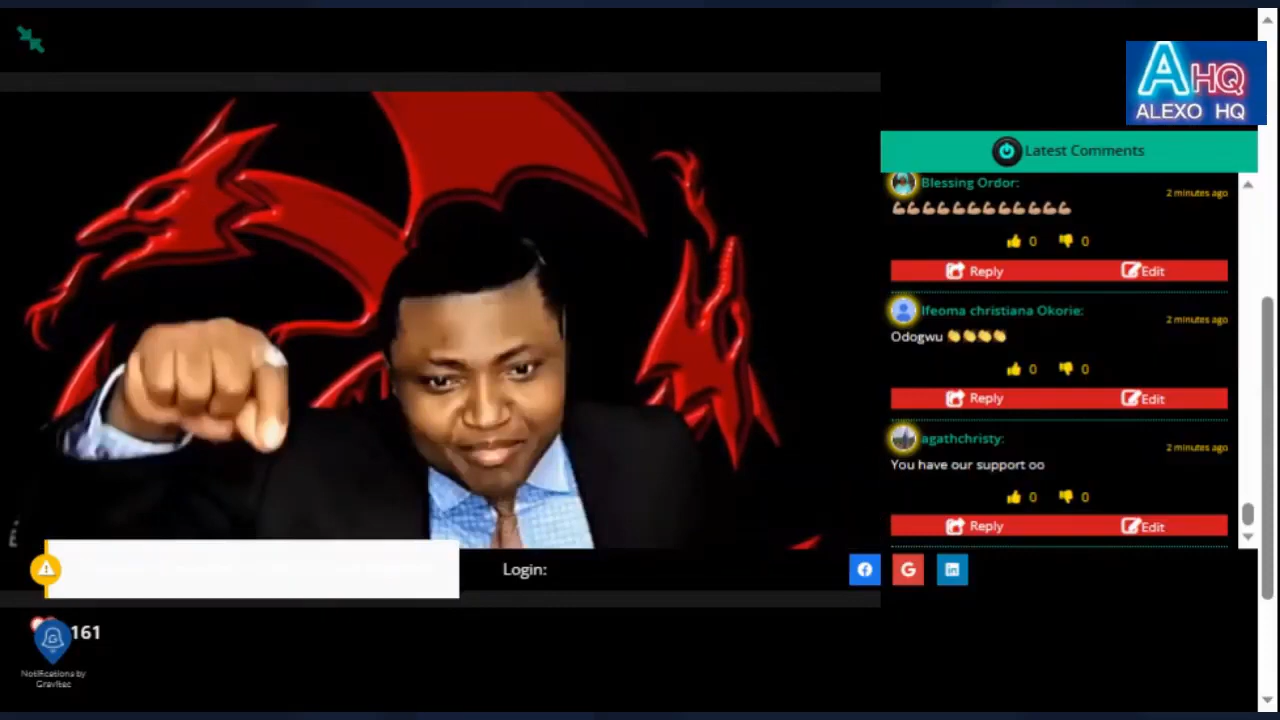 A HQ
ALEXO HQ
Latest Comments
Blessing Ordor:
2 minutes ago
0 0
Reply Edit
Ifeoma christiana Okorie:
2 minutes ago
Odogwu
0 0
Reply Edit
agathchristy:
2 minutes ago
You have our support oo
0 0
Reply Edit
Login:
161
Notifications by
Gravitec